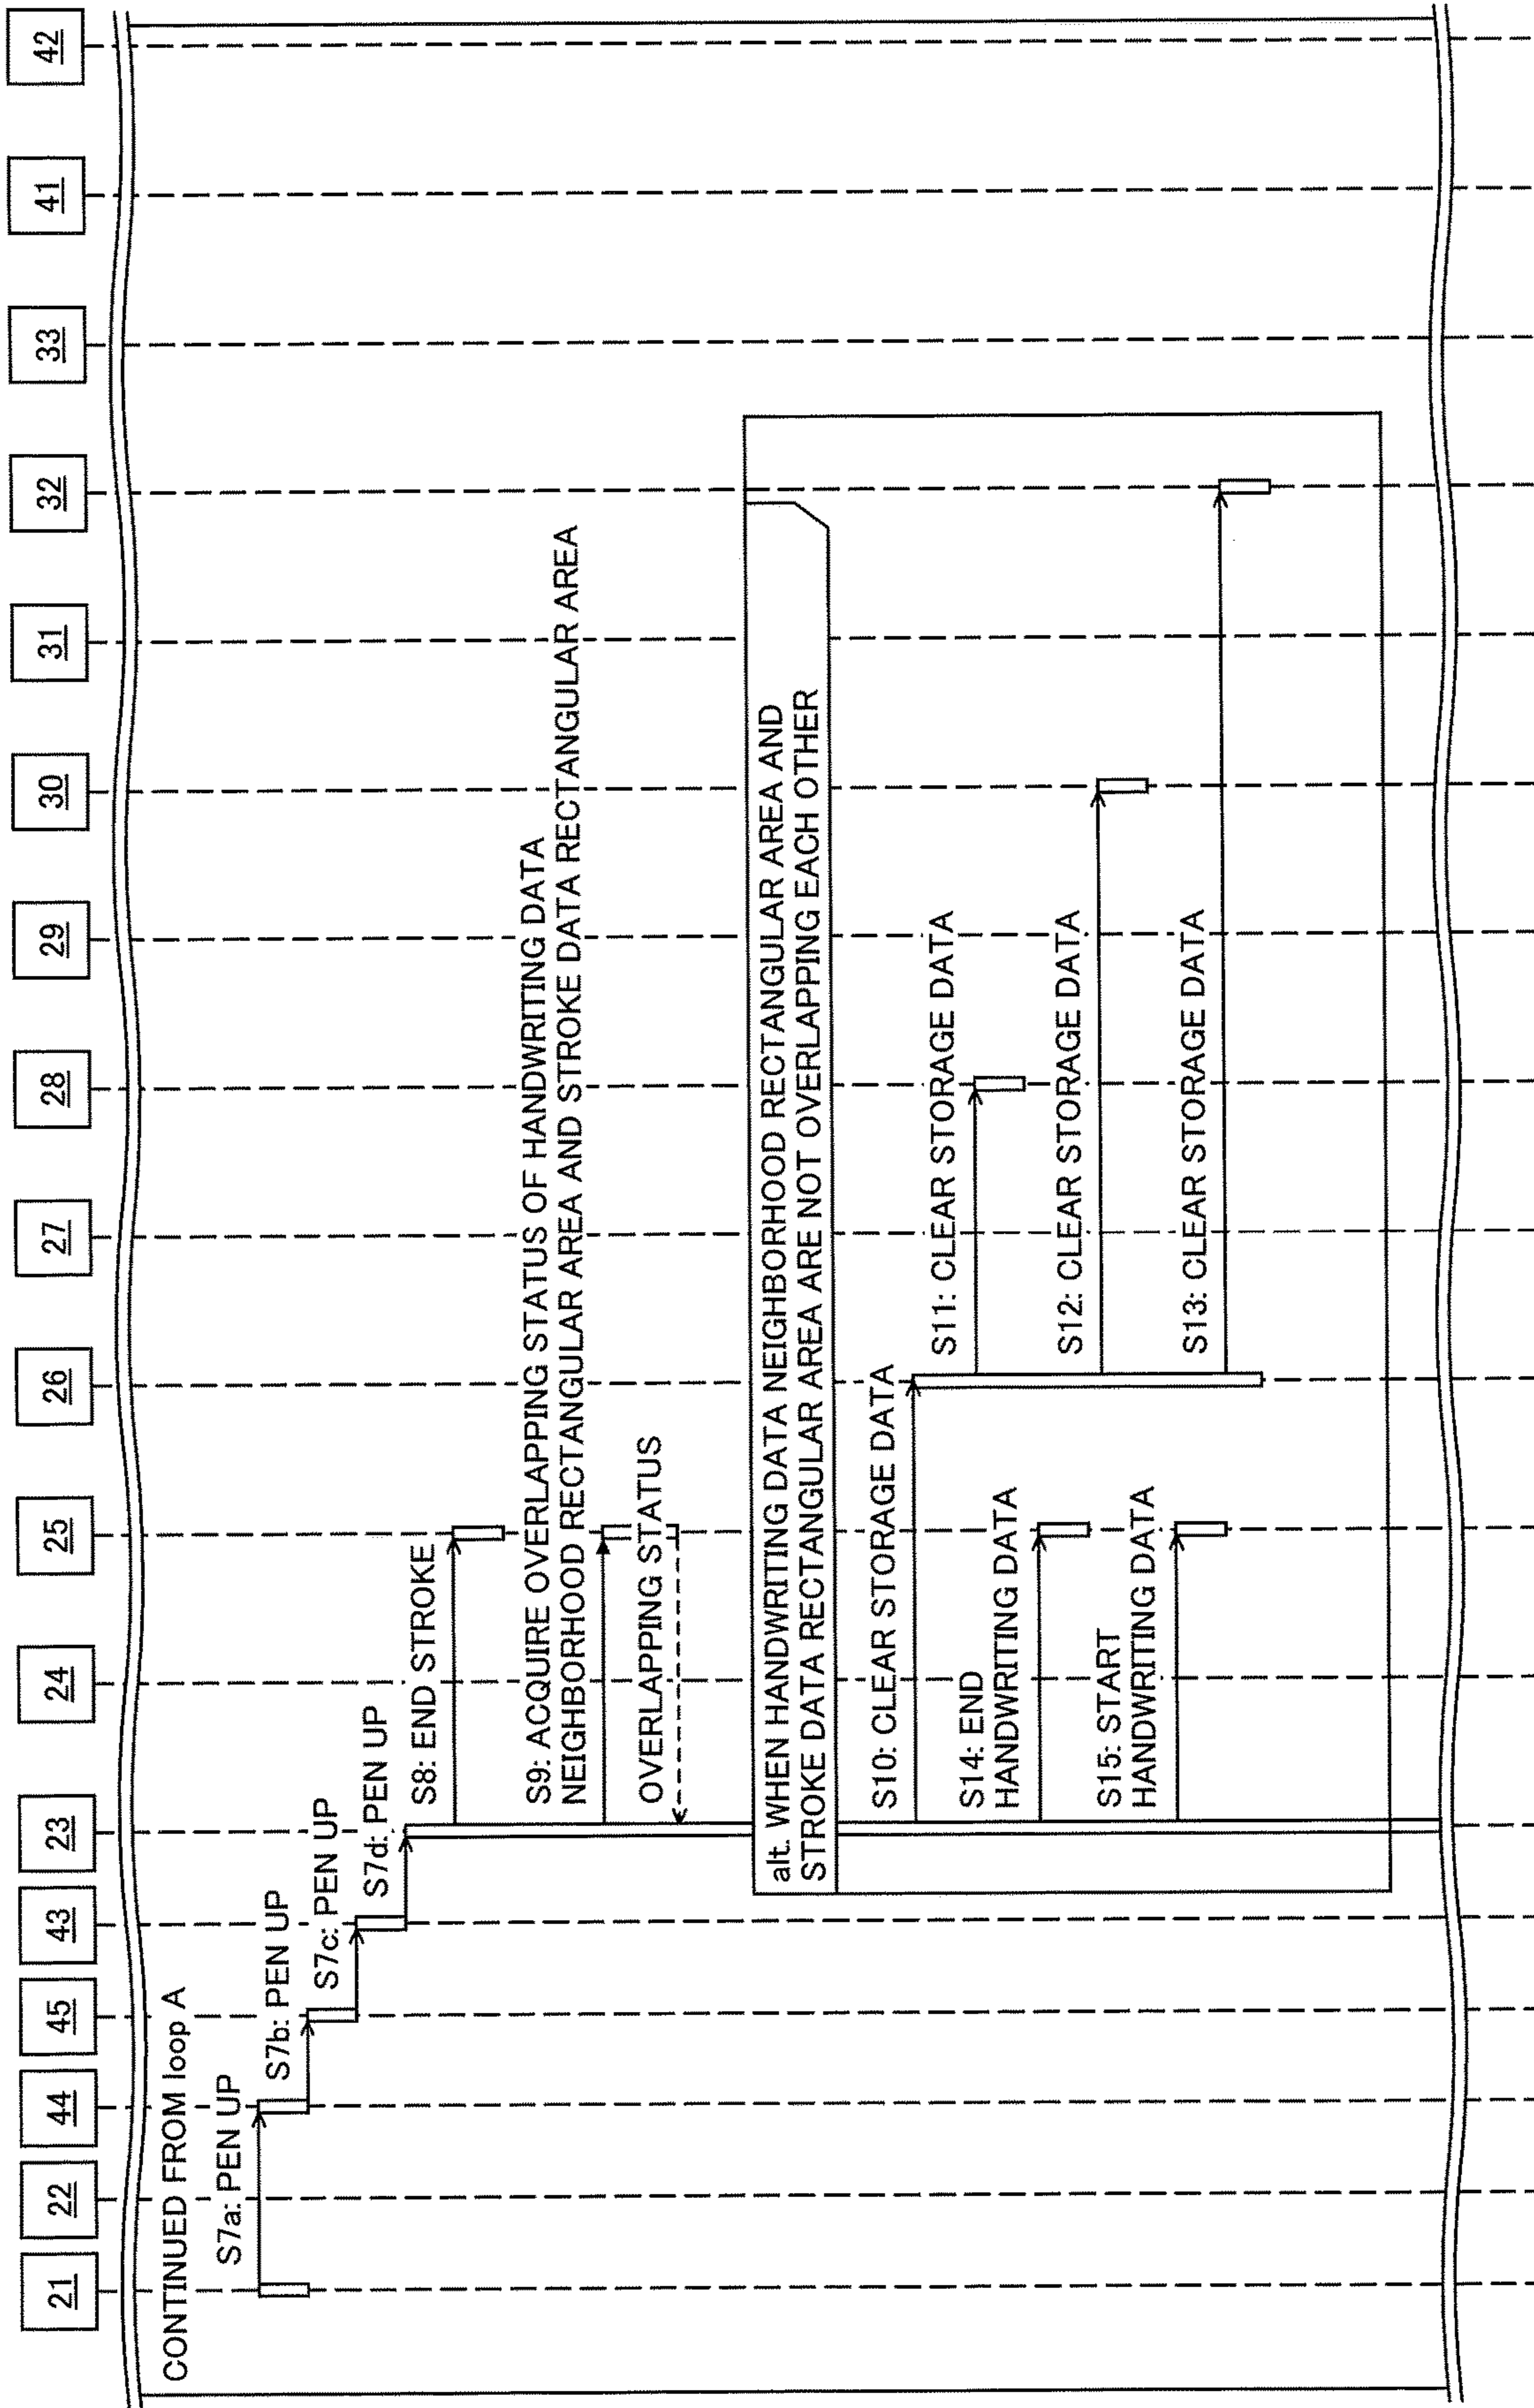 21
22
44
45
43
23
24
25
26
27
28
29
30
31
32
33
41
42
CONTINUED FROM loop A
S7a: PEN UP
S7b: PEN UP
S7c: PEN UP
S7d: PEN UP
S8: END STROKE
S9: ACQUIRE OVERLAPPING STATUS OF HANDWRITING DATA
NEIGHBORHOOD RECTANGULAR AREA AND STROKE DATA RECTANGULAR AREA
OVERLAPPING STATUS
alt. WHEN HANDWRITING DATA NEIGHBORHOOD RECTANGULAR AREA AND
STROKE DATA RECTANGULAR AREA ARE NOT OVERLAPPING EACH OTHER
S10: CLEAR STORAGE DATA
S11: CLEAR STORAGE DATA
S14: END
HANDWRITING DATA
S12: CLEAR STORAGE DATA
S15: START
HANDWRITING DATA
S13: CLEAR STORAGE DATA